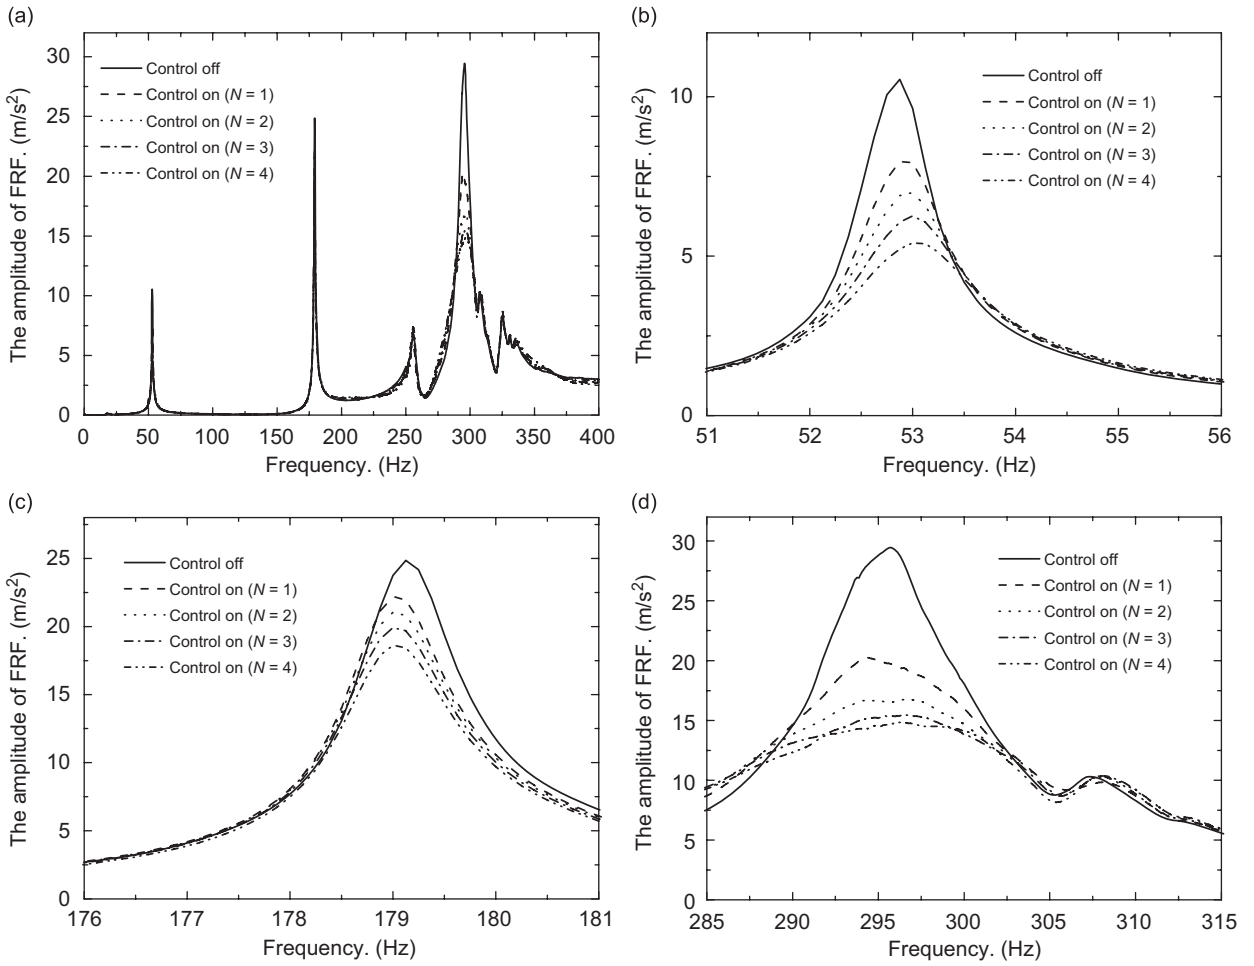 (a)
The amplitude of FRF. (m/s²)
30
25
20
15
10
5
0
Control off
Control on (N = 1)
Control on (N = 2)
Control on (N = 3)
Control on (N = 4)
0 50 100 150 200 250 300 350 400
Frequency. (Hz)
(b)
The amplitude of FRF. (m/s²)
10
5
0
Control off
Control on (N = 1)
Control on (N = 2)
Control on (N = 3)
Control on (N = 4)
51 52 53 54 55 56
Frequency. (Hz)
(c)
The amplitude of FRF. (m/s²)
25
20
15
10
5
0
Control off
Control on (N = 1)
Control on (N = 2)
Control on (N = 3)
Control on (N = 4)
176 177 178 179 180 181
Frequency. (Hz)
(d)
The amplitude of FRF. (m/s²)
30
25
20
15
10
5
0
Control off
Control on (N = 1)
Control on (N = 2)
Control on (N = 3)
Control on (N = 4)
285 290 295 300 305 310 315
Frequency. (Hz)